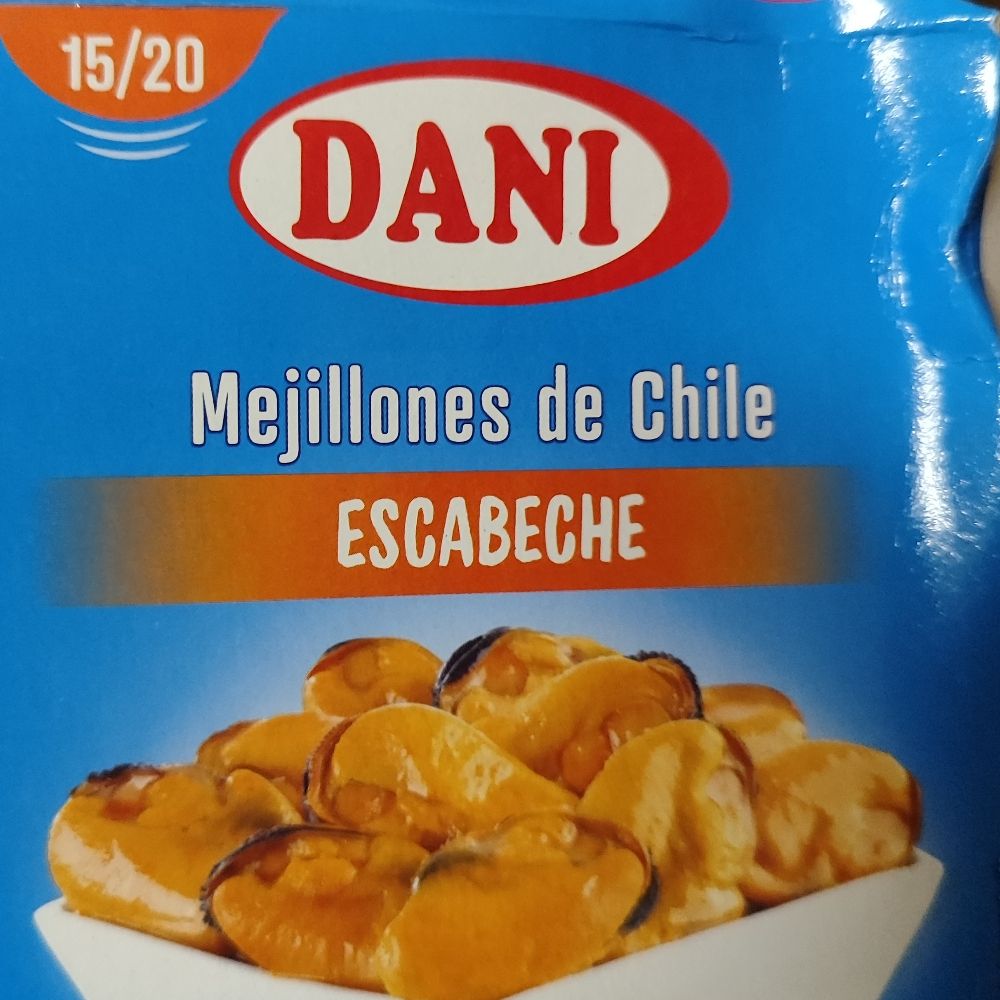 15/20
DANI
Mejillones de Chile
ESCABECHE